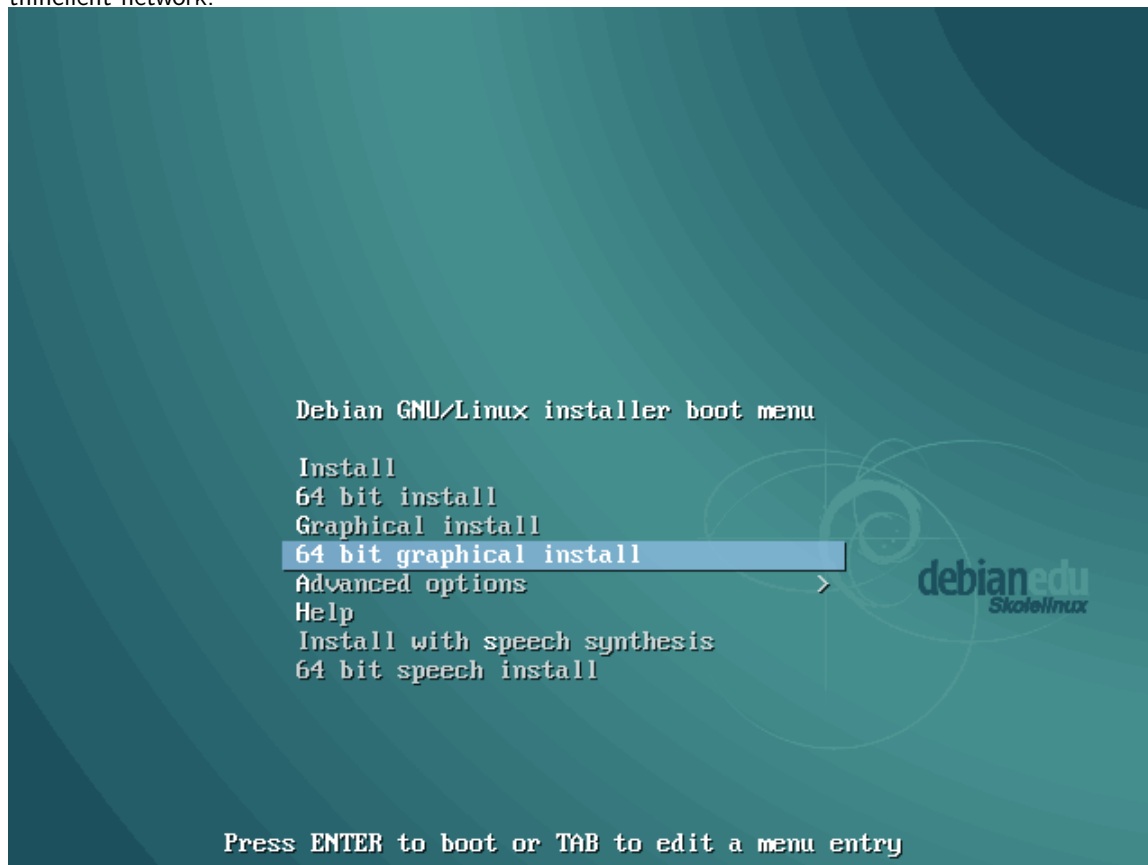 thinclient network.
Debian GNU/Linux installer boot menu
Install
64 bit install
Graphical install
64 bit graphical install
Advanced options >
Help
Install with speech synthesis
64 bit speech install
debianedu
Skolelinux
Press ENTER to boot or TAB to edit a menu entry